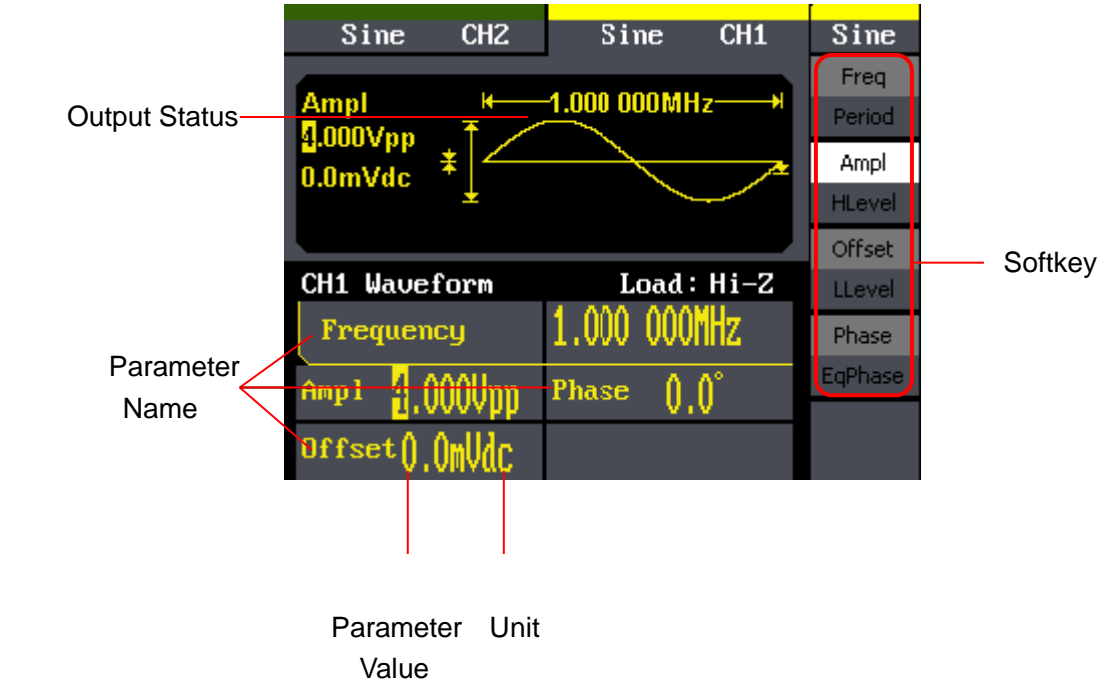 Sine CH2 Sine CH1 Sine
Freq
Period
Ampl
HLevel
Offset
LLevel
Phase
EqPhase
Output Status
Ampl
4.000Vpp
0.0mVdc
1.000 000MHz
Softkey
CH1 Waveform Load: Hi-Z
Frequency 1.000 000MHz
Ampl 4.000Vpp Phase 0.0°
Offset 0.0mVdc
Parameter
Name
Parameter Unit
Value